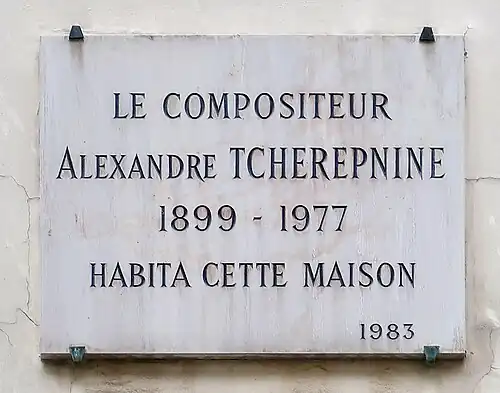 LE COMPOSITEUR
ALEXANDRE TCHEREPNINE
1899 - 1977
HABITA CETTE MAISON
1983